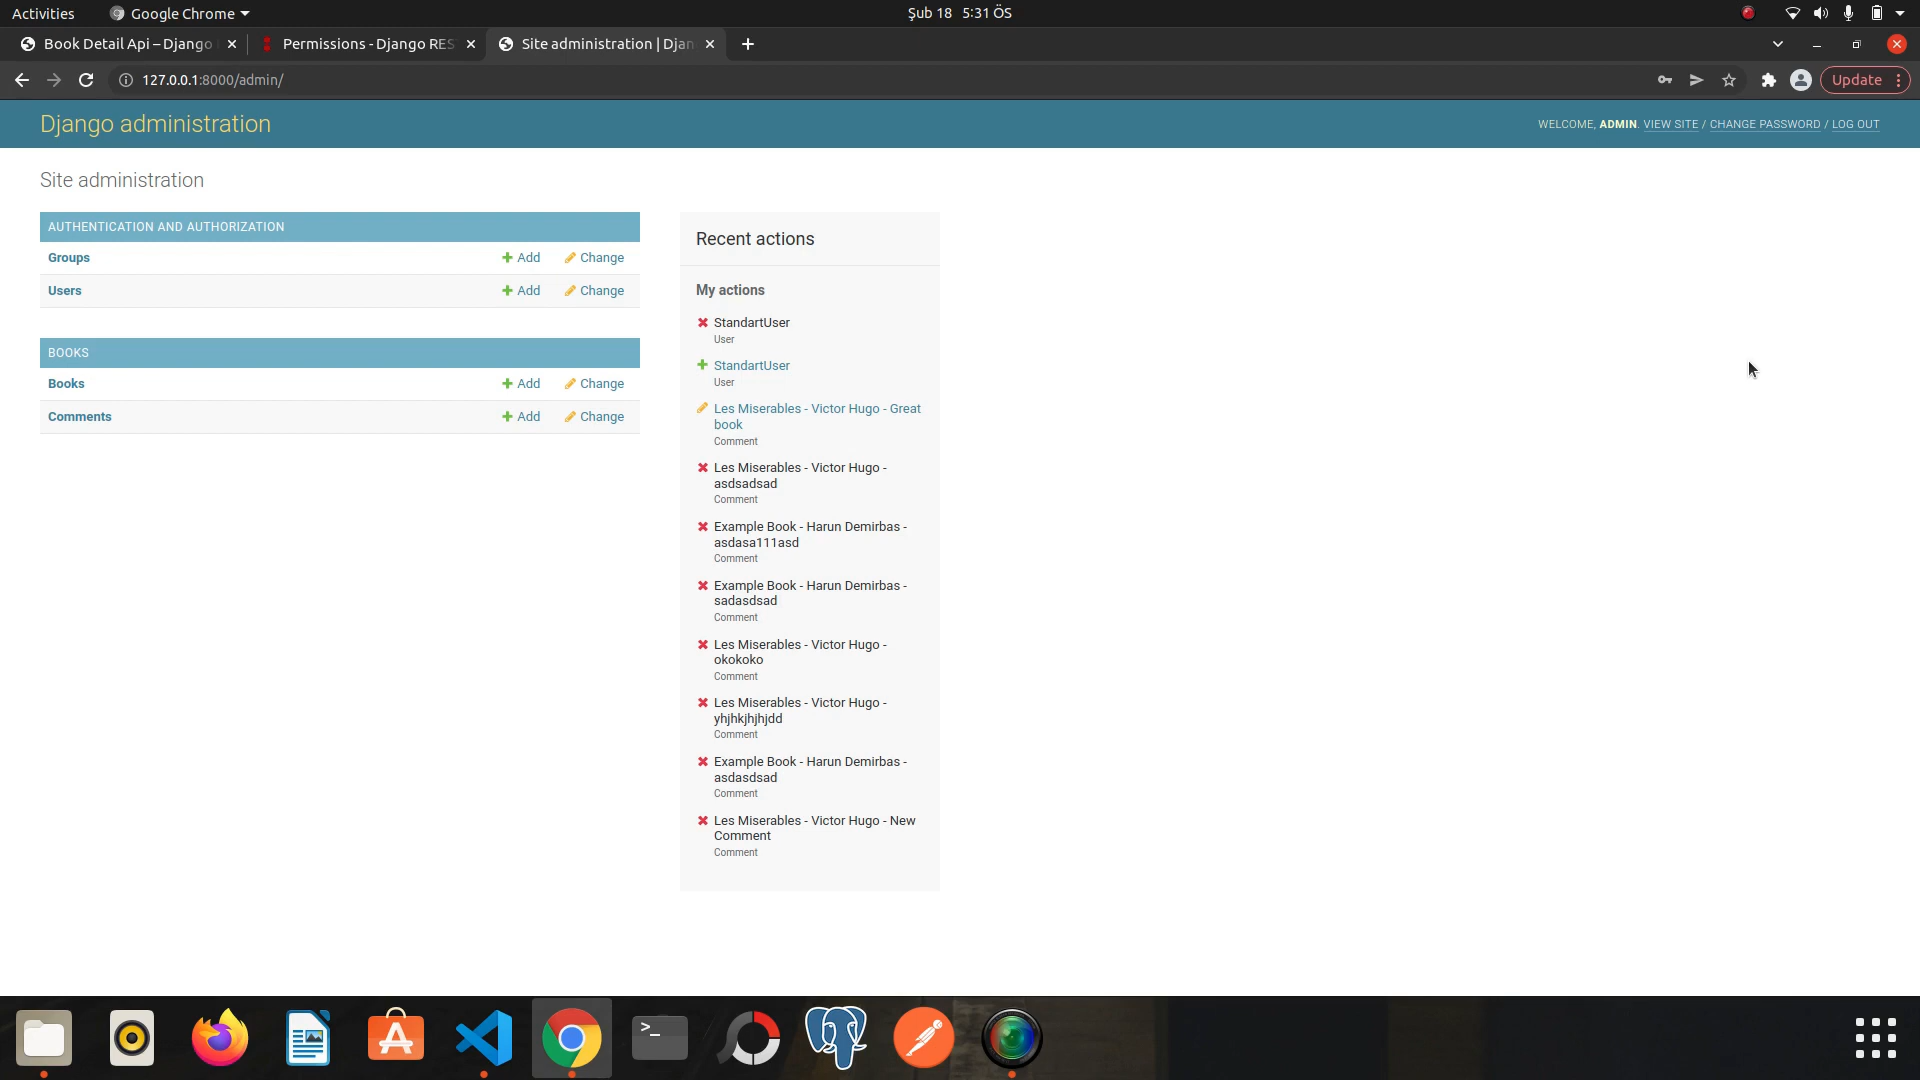 Activities
Google Chrome
Şub 18 5:31 ÖS
Book Detail Api – Django
Permissions - Django RES
Site administration | Djan
127.0.0.1:8000/admin/
Update
Django administration
WELCOME, ADMIN. VIEW SITE / CHANGE PASSWORD / LOG OUT
Site administration
AUTHENTICATION AND AUTHORIZATION
Groups Add Change
Users Add Change
BOOKS
Books Add Change
Comments Add Change
Recent actions
My actions
StandartUser
User
StandartUser
User
Les Miserables - Victor Hugo - Great
book
Comment
Les Miserables - Victor Hugo -
asdsadsad
Comment
Example Book - Harun Demirbas -
asdasa111asd
Comment
Example Book - Harun Demirbas -
sadasdsad
Comment
Les Miserables - Victor Hugo -
okokoko
Comment
Les Miserables - Victor Hugo -
yhjhkjhjhjdd
Comment
Example Book - Harun Demirbas -
asdasdsad
Comment
Les Miserables - Victor Hugo - New
Comment
Comment